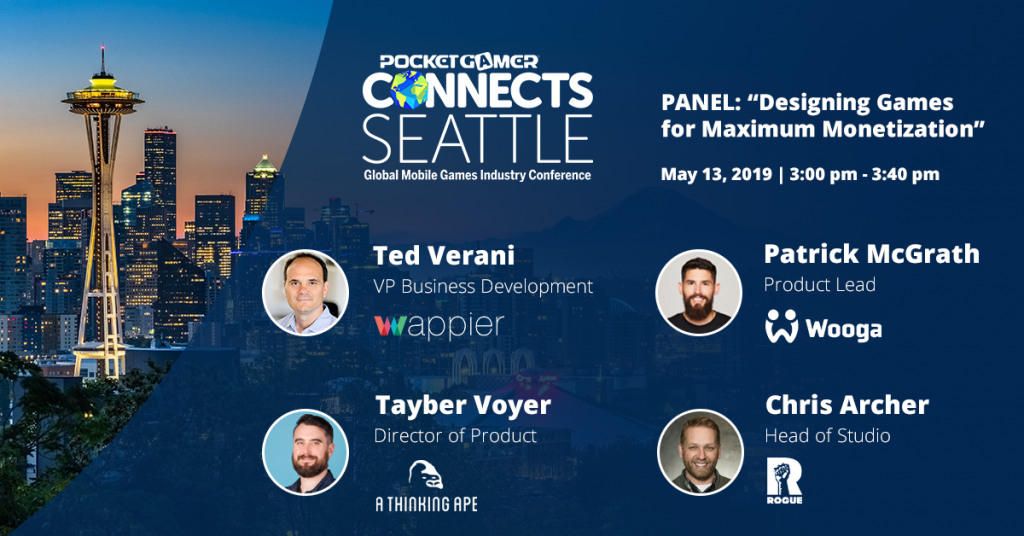 POCKETGAMER
CONNECTS
SEATTLE
Global Mobile Games Industry Conference
PANEL: “Designing Games
for Maximum Monetization”
May 13, 2019 | 3:00 pm - 3:40 pm
Ted Verani
VP Business Development
wappier
Patrick McGrath
Product Lead
Wooga
Tayber Voyer
Director of Product
A THINKING APE
Chris Archer
Head of Studio
R
ROGUE